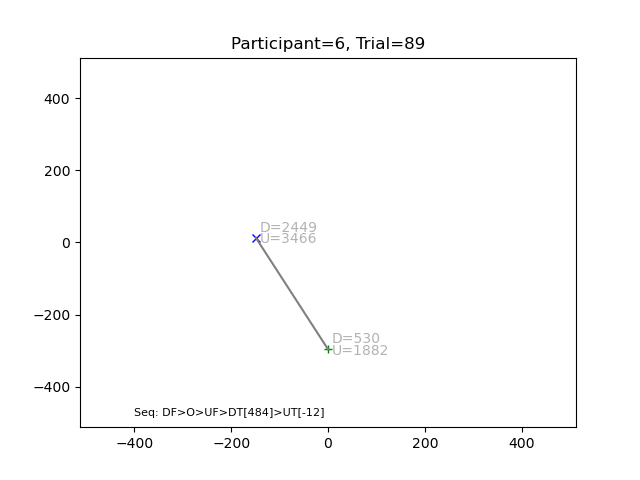 Participant=6, Trial=89
400
200
0
−200
−400
D=2449
U=3466
D=530
U=1882
Seq: DF>O>UF>DT[484]>UT[-12]
−400
−200
0
200
400